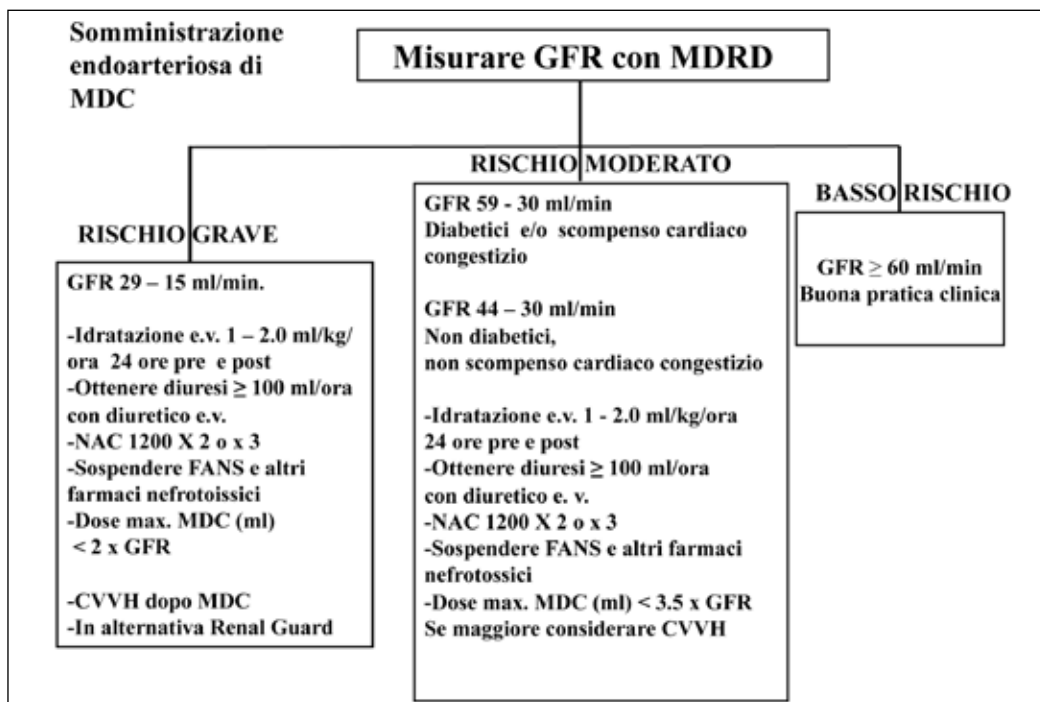 Somministrazione
endoarteriosa di
MDC
Misurare GFR con MDRD
RISCHIO GRAVE
GFR 29 – 15 ml/min.
-Idratazione e.v. 1 – 2.0 ml/kg/
ora 24 ore pre e post
-Ottenere diuresi ≥ 100 ml/ora
con diuretico e.v.
-NAC 1200 X 2 o x 3
-Sospendere FANS e altri
farmaci nefrotoissici
-Dose max. MDC (ml)
< 2 x GFR
-CVVH dopo MDC
-In alternativa Renal Guard
RISCHIO MODERATO
GFR 59 - 30 ml/min
Diabetici e/o scompenso cardiaco
congestizio
GFR 44 – 30 ml/min
Non diabetici,
non scompenso cardiaco congestizio
-Idratazione e.v. 1 - 2.0 ml/kg/ora
24 ore pre e post
-Ottenere diuresi ≥ 100 ml/ora
con diuretico e. v.
-NAC 1200 X 2 o x 3
-Sospendere FANS e altri farmaci
nefrotossici
-Dose max. MDC (ml) < 3.5 x GFR
Se maggiore considerare CVVH
BASSO RISCHIO
GFR ≥ 60 ml/min
Buona pratica clinica